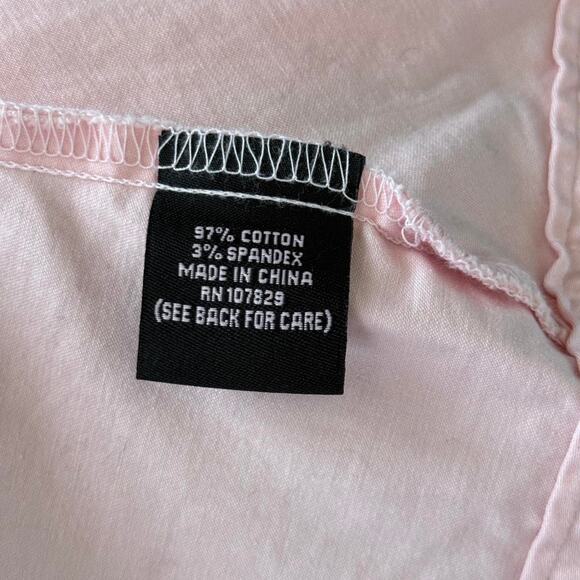 97% COTTON
3% SPANDEX
MADE IN CHINA
RN 107829
(SEE BACK FOR CARE)